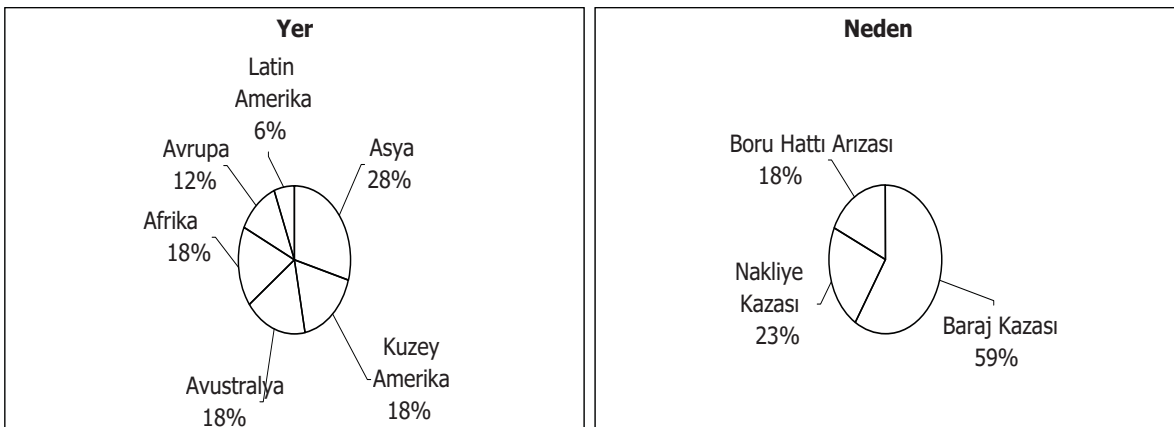 Yer
Latin
Amerika
6%
Asya
28%
Avrupa
12%
Afrika
18%
Avustralya
18%
Kuzey
Amerika
18%
Neden
Boru Hattı Arızası
18%
Nakliye
Kazası
23%
Baraj Kazası
59%